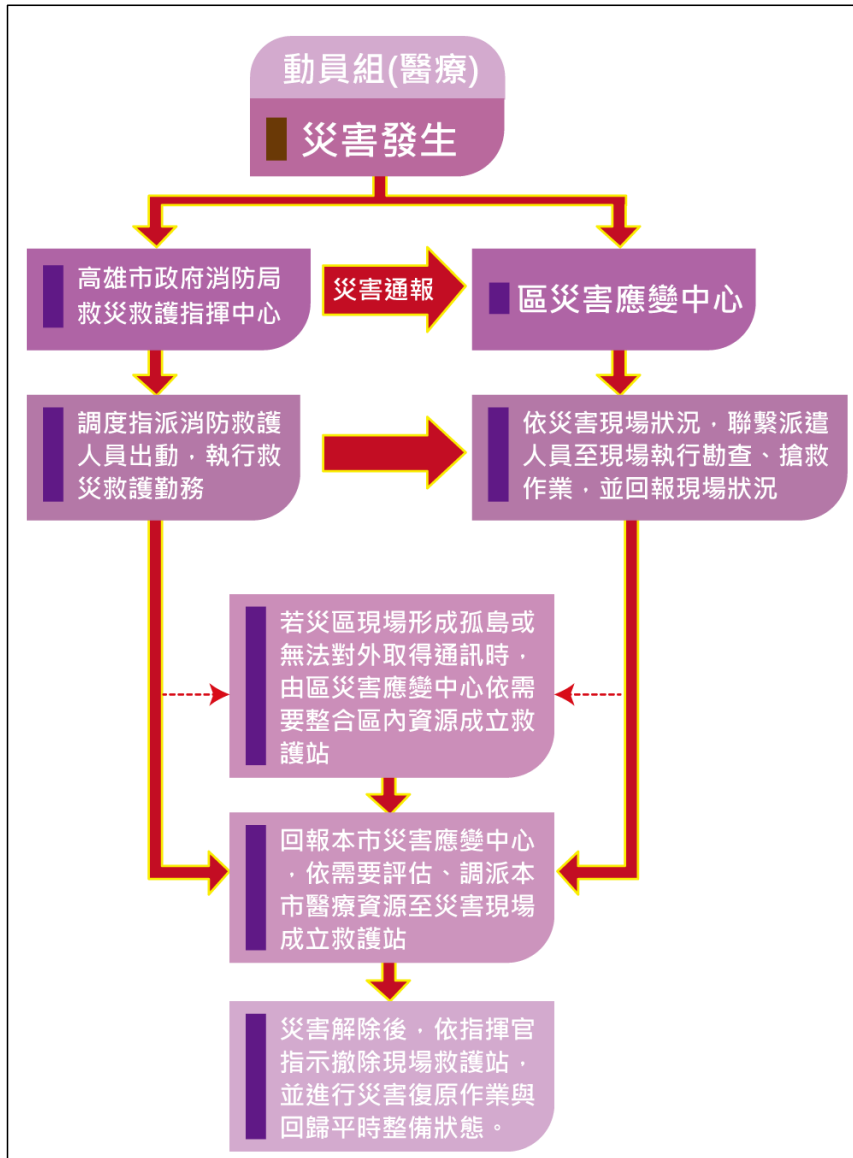 動員組(醫療)
災害發生
高雄市政府消防局
救災救護指揮中心
災害通報
區災害應變中心
調度指派消防救護
人員出動，執行救
災救護勤務
依災害現場狀況，聯繫派遣
人員至現場執行勘查、搶救
作業，並回報現場狀況
若災區現場形成孤島或
無法對外取得通訊時，
由區災害應變中心依需
要整合區內資源成立救
護站
回報本市災害應變中心
，依需要評估、調派本
市醫療資源至災害現場
成立救護站
災害解除後，依指揮官
指示撤除現場救護站，
並進行災害復原作業與
回歸平時整備狀態。